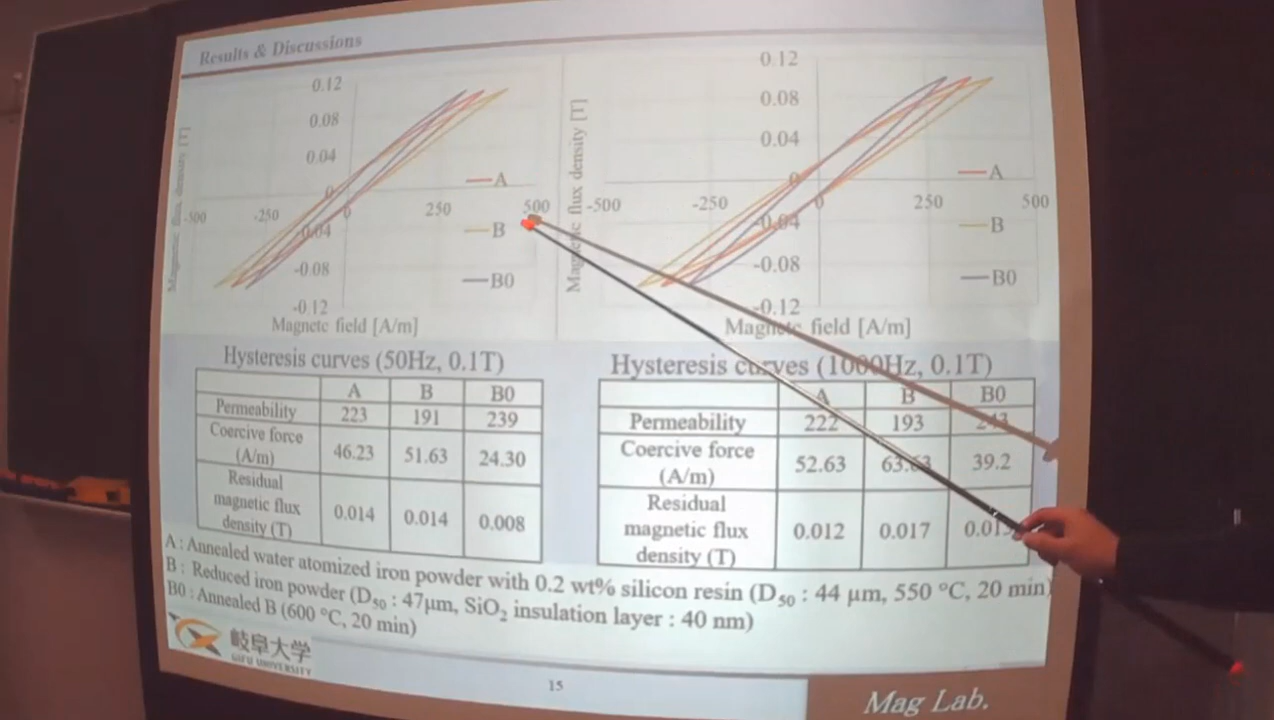 Results & Discussions
0.12
0.08
0.04
0
-500 -250 0 250 500
-0.04
-0.08
-0.12
Magnetic flux density [T]
Magnetc field [A/m]
A
B
B0
0.12
0.08
0.04
0
-500 -250 0 250 500
-0.04
-0.08
-0.12
Magnetic flux density [T]
Magnetc field [A/m]
A
B
B0
Hysteresis curves (50Hz, 0.1T)
A B B0
Permeability 223 191 239
Coercive force
(A/m) 46.23 51.63 24.30
Residual
magnetic flux
density (T) 0.014 0.014 0.008
Hysteresis curves (1000Hz, 0.1T)
A B B0
Permeability 222 193 243
Coercive force
(A/m) 52.63 63.63 39.2
Residual
magnetic flux
density (T) 0.012 0.017
A : Annealed water atomized iron powder with 0.2 wt% silicon resin (D50 : 44 μm, 550 °C, 20 min)
B : Reduced iron powder (D50 : 47μm, SiO2 insulation layer : 40 nm)
B0 : Annealed B (600 °C, 20 min)
岐阜大学
GIFU UNIVERSITY
15
Mag Lab.